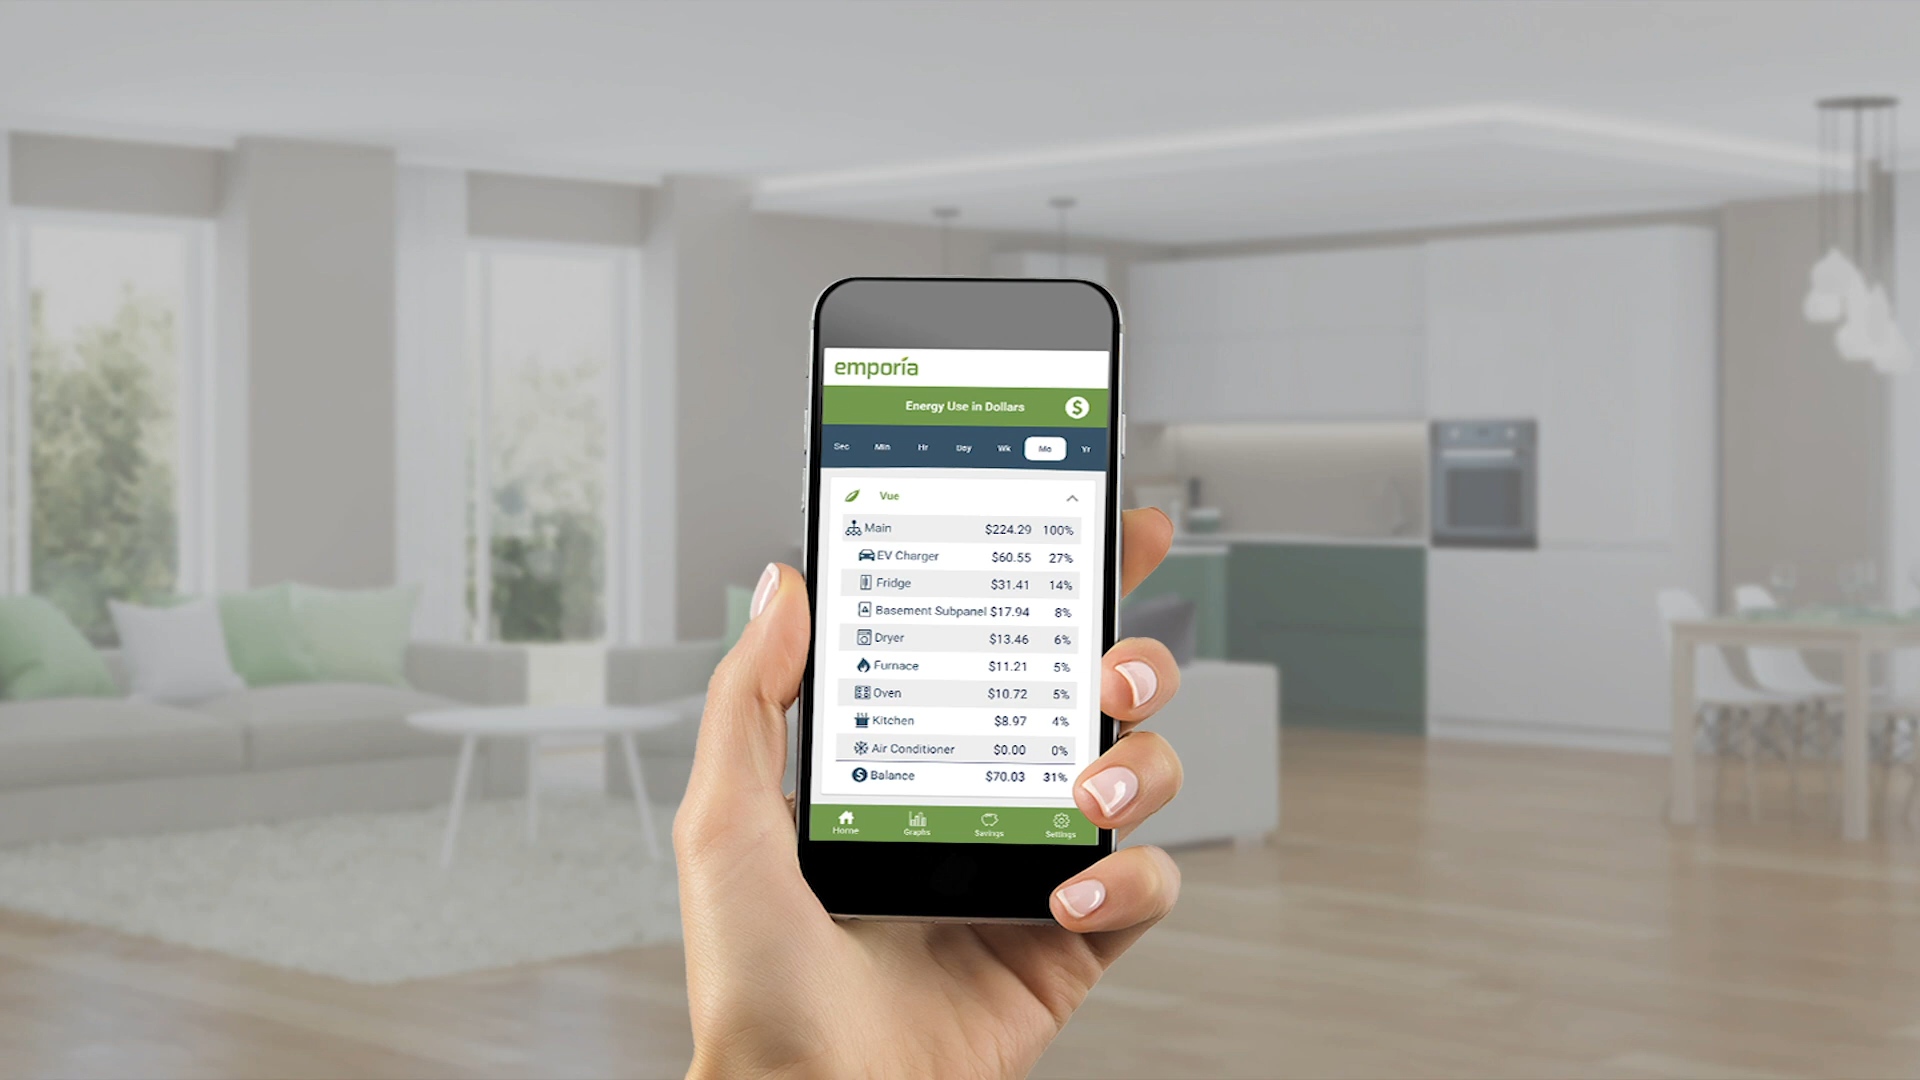 emporia
Energy Use in Dollars $
Sec Min Hr Day Wk Mo Yr
Vue
Main $224.29 100%
EV Charger $60.55 27%
Fridge $31.41 14%
Basement Subpanel $17.94 8%
Dryer $13.46 6%
Furnace $11.21 5%
Oven $10.72 5%
Kitchen $8.97 4%
Air Conditioner $0.00 0%
$ Balance $70.03 31%
Home Graphs Savings Settings